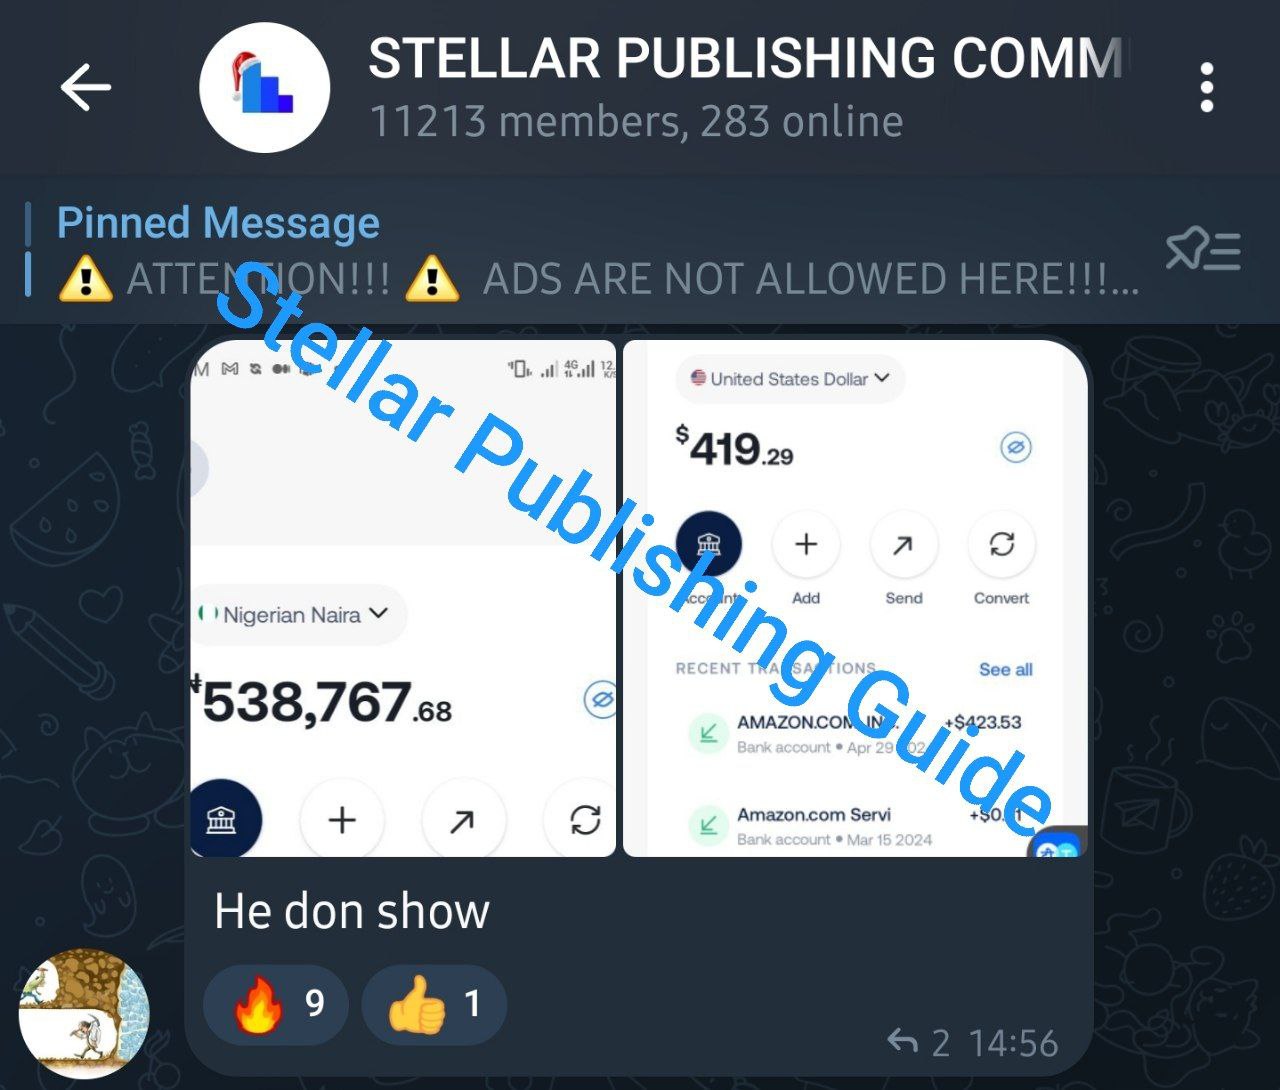 STELLAR PUBLISHING COMM
11213 members, 283 online
Pinned Message
⚠️ ATTENTION!!! ⚠️ ADS ARE NOT ALLOWED HERE!!!...
4G
12.
K/S
Nigerian Naira
₦538,767.68
United States Dollar
$419.29
Accounts
Add
Send
Convert
RECENT TRANSACTIONS
See all
AMAZON.COM, INC. +$423.53
Bank account • Apr 29
Amazon.com Servi
Bank account • Mar 15 2024
Stellar Publishing Guide
He don show
🔥 9 👍 1
2 14:56